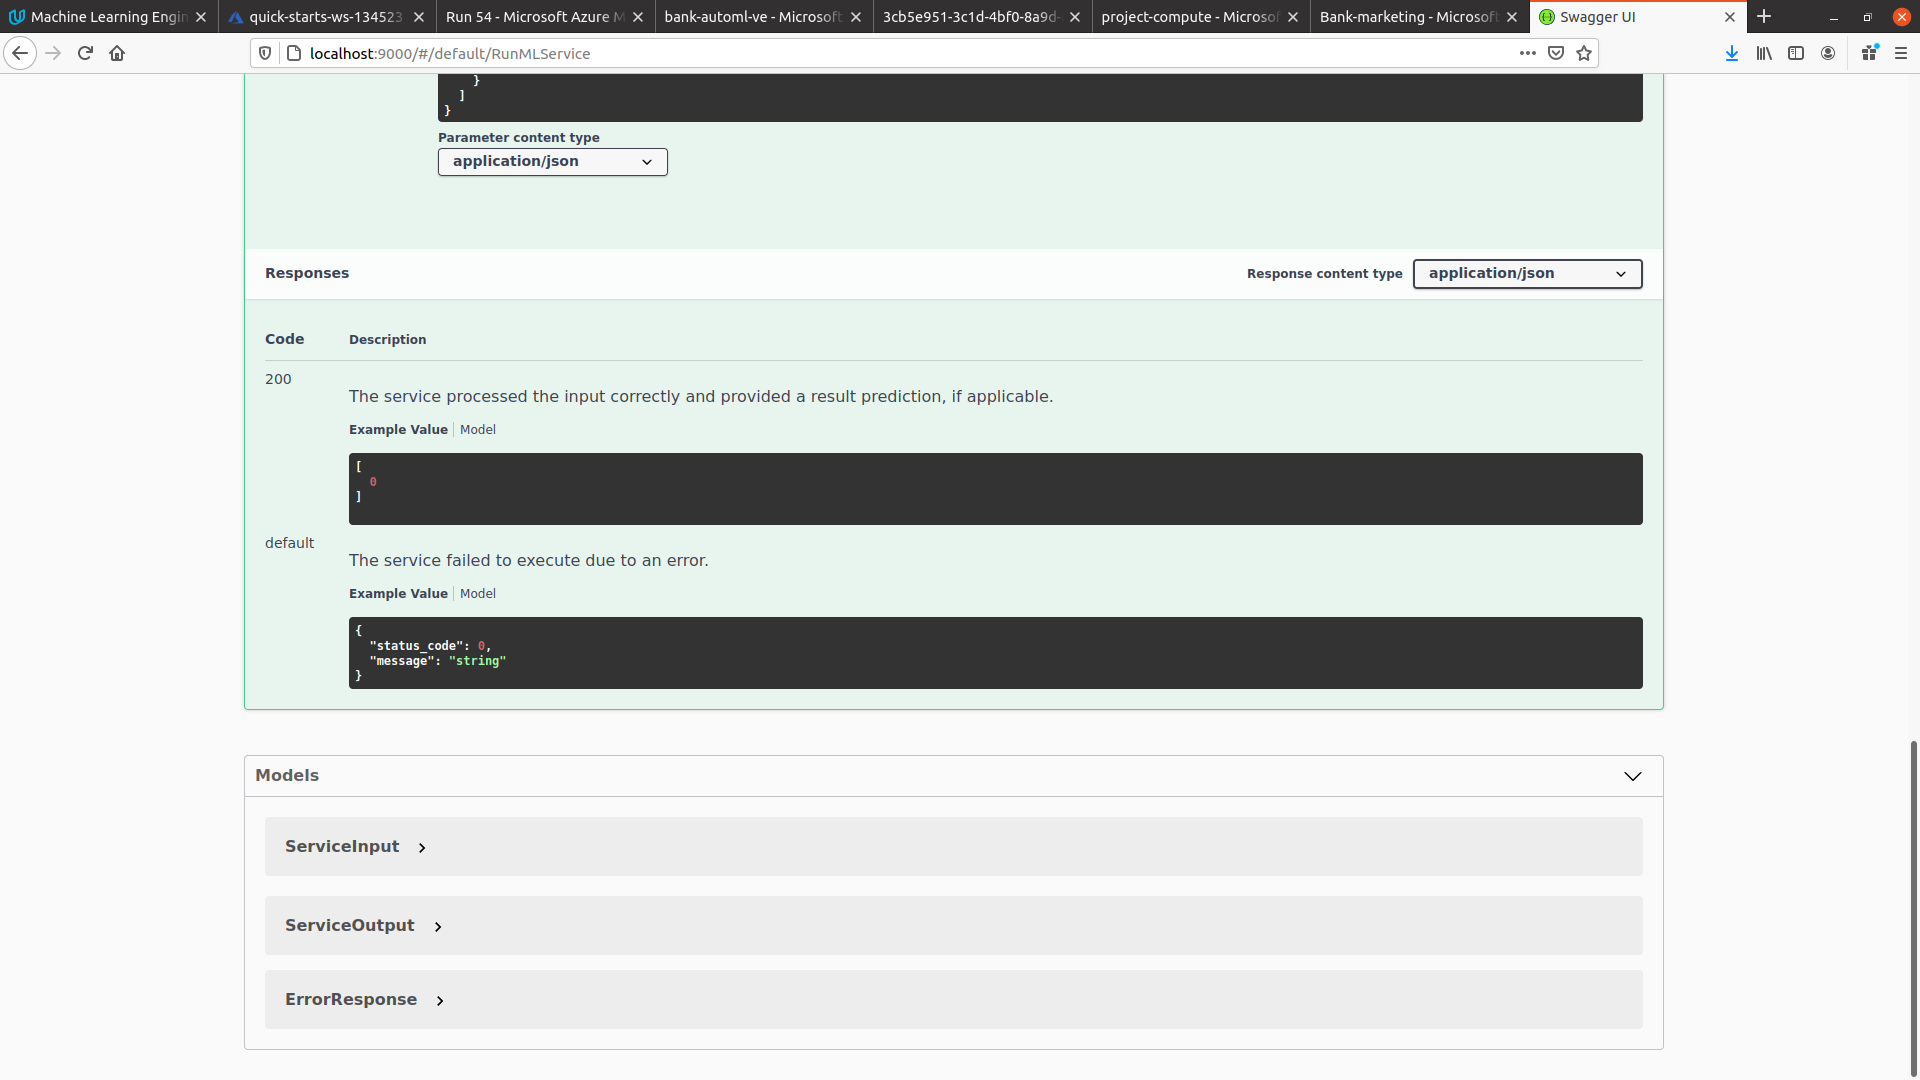 Machine Learning Engin
quick-starts-ws-134523
Run 54 - Microsoft Azure M
bank-automl-ve - Microsoft
3cb5e951-3c1d-4bf0-8a9d-
project-compute - Microsof
Bank-marketing - Microsoft
Swagger UI
localhost:9000/#/default/RunMLService
}
]
}
Parameter content type
application/json
Responses
Response content type
application/json
Code Description
200
The service processed the input correctly and provided a result prediction, if applicable.
Example Value Model
[
0
]
default
The service failed to execute due to an error.
Example Value Model
{
"status_code": 0,
"message": "string"
}
Models
ServiceInput
ServiceOutput
ErrorResponse